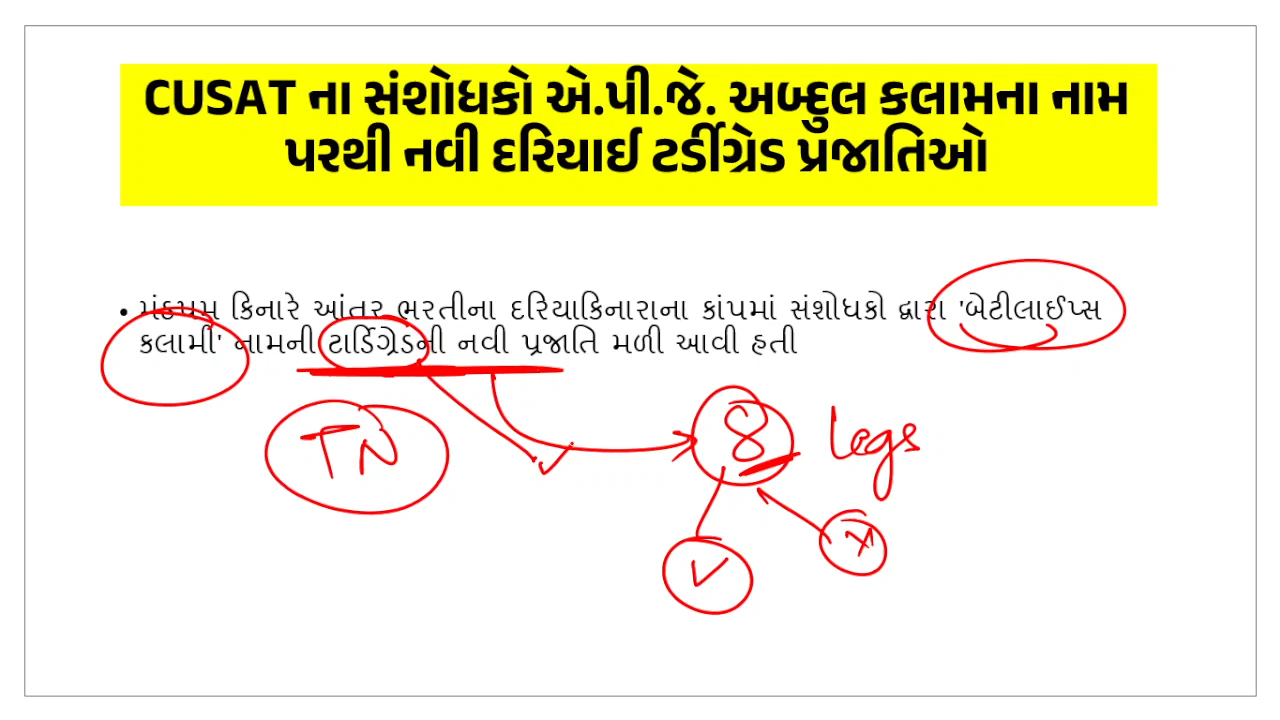 CUSAT ના સંશોધકો એ.પી.જે. અબ્દુલ કલામના નામ
પરથી નવી દરિયાઈ ટર્ડીગ્રેડ પ્રજાતિઓ
• મંડપમ કિનારે આંતર ભરતીના દરિયાકિનારાના કાંપમાં સંશોધકો દ્વારા 'બેટીલાઈપ્સ
કલામી' નામની ટાર્ડિગ્રેડની નવી પ્રજાતિ મળી આવી હતી
TN 8 legs